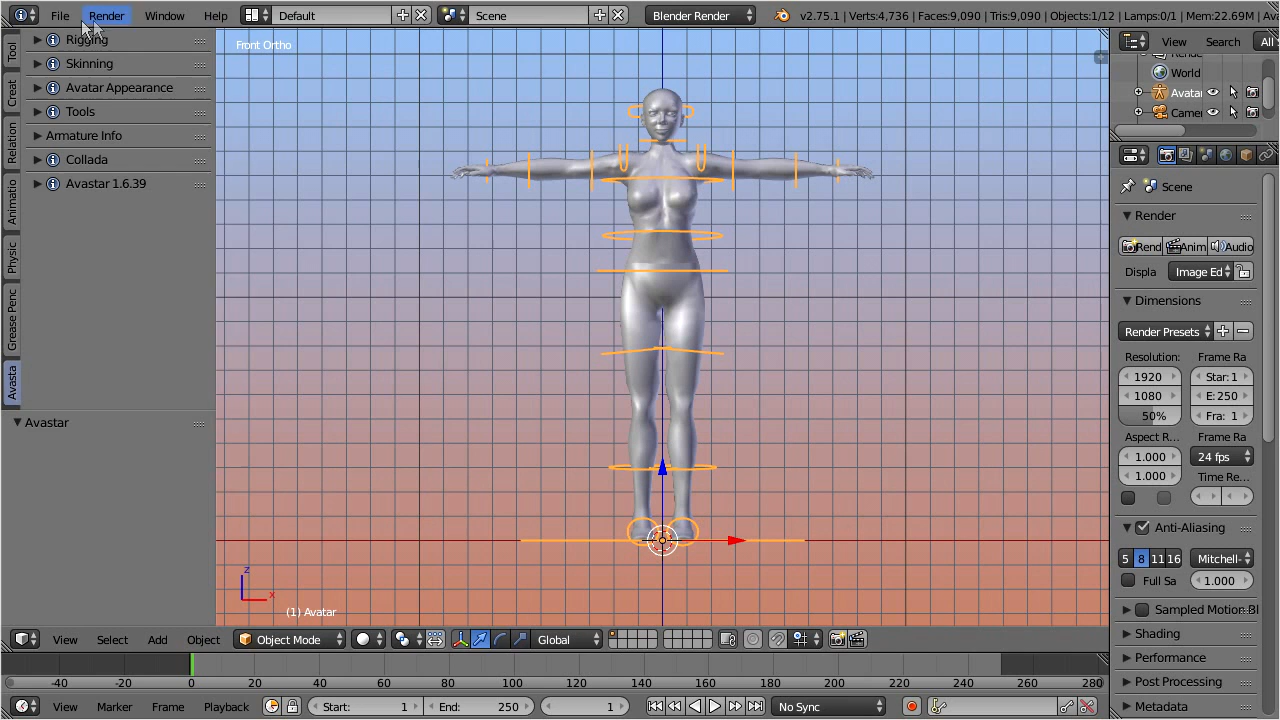 File Render Window Help Default Scene Blender Render v2.75.1 | Verts:4,736 | Faces:9,090 | Tris:9,090 | Objects:1/12 | Lamps:0/1 | Mem:22.69M | Av
Tool
Creat
Relation
Animatio
Physic
Grease Penc
Avasta
Rigging
Skinning
Avatar Appearance
Tools
Armature Info
Collada
Avastar 1.6.39
Avastar
Front Ortho
z
x
(1) Avatar
View Search All
World
Avatar
Camer
Scene
Render
Rend Anim Audio
Displa Image Ed
Dimensions
Render Presets
Resolution: Frame Ra
1920 Star: 1
1080 E: 250
50% Fra: 1
Aspect R... Frame Ra
1.000 24 fps
1.000 Time Re...
Anti-Aliasing
5 8 11 16 Mitchell-
Full Sa 1.000
Sampled Motion Bl
Shading
Performance
Post Processing
Metadata
View Select Add Object Object Mode Global
-40 -20 0 20 40 60 80 100 120 140 160 180 200 220 240 260 280
View Marker Frame Playback Start: 1 End: 250 1 No Sync